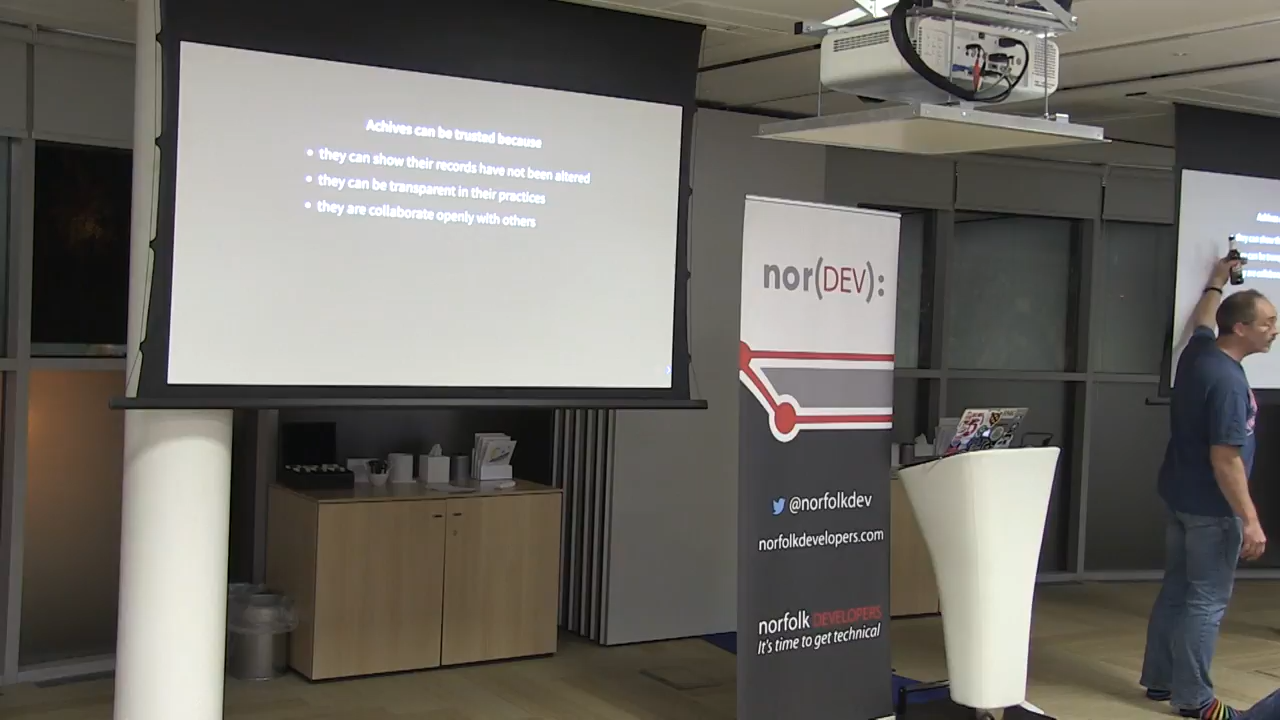 Achives can be trusted because
• they can show their records have not been altered
• they can be transparent in their practices
• they are collaborate openly with others
nor(DEV):
@norfolkdev
norfolkdevelopers.com
norfolk DEVELOPERS
It's time to get technical